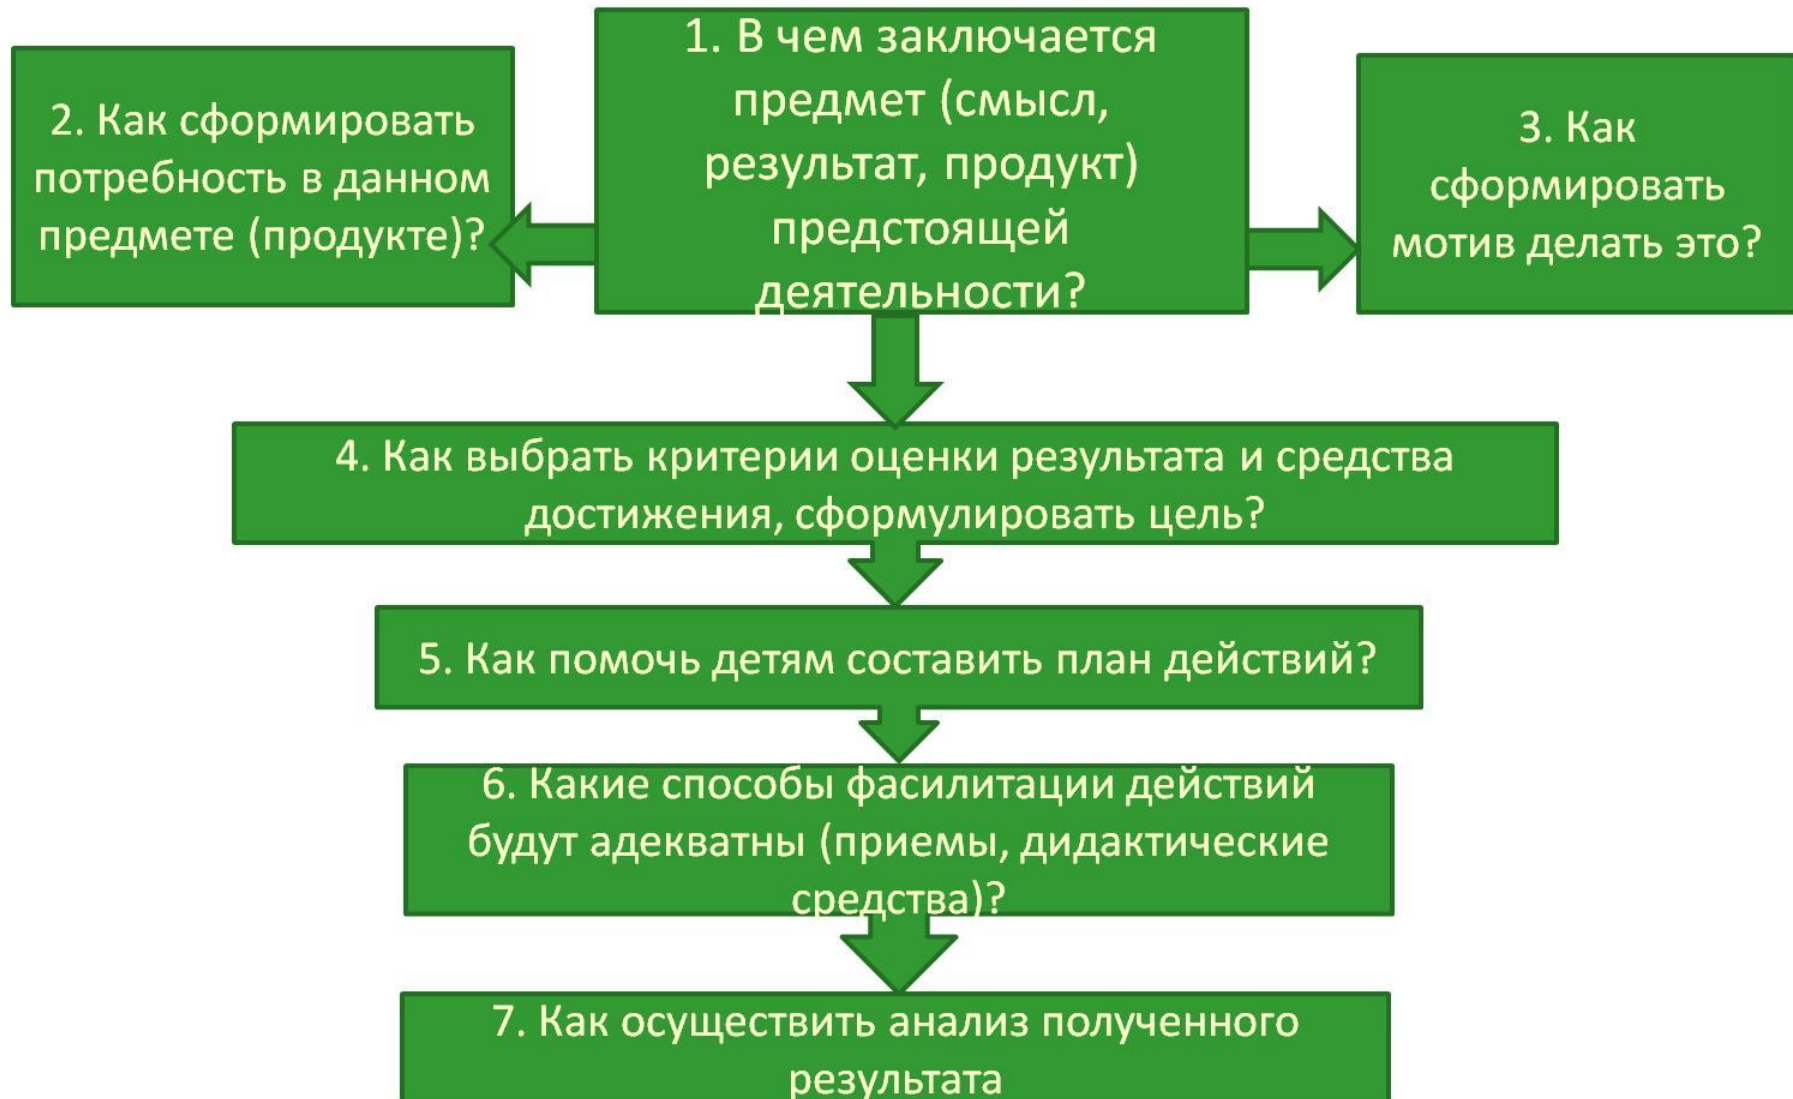 1. В чем заключается
предмет (смысл,
результат, продукт)
предстоящей
деятельности?
2. Как сформировать
потребность в данном
предмете (продукте)?
3. Как
сформировать
мотив делать это?
4. Как выбрать критерии оценки результата и средства
достижения, сформулировать цель?
5. Как помочь детям составить план действий?
6. Какие способы фасилитации действий
будут адекватны (приемы, дидактические
средства)?
7. Как осуществить анализ полученного
результата